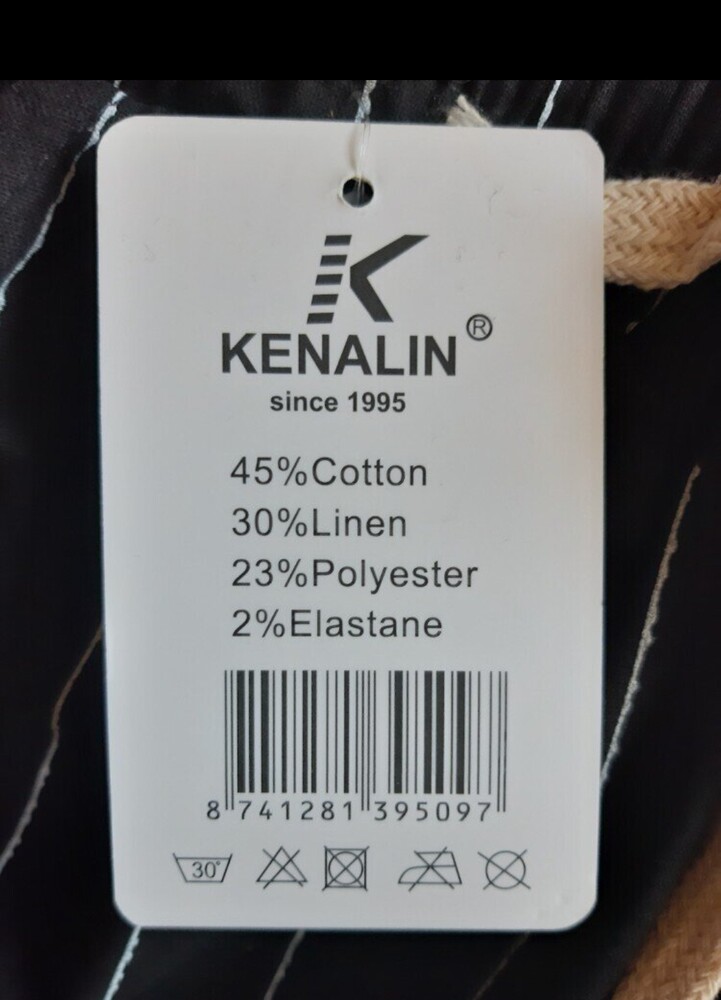 K
KENALIN®
since 1995
45%Cotton
30%Linen
23%Polyester
2%Elastane
8 741281 395097
30°